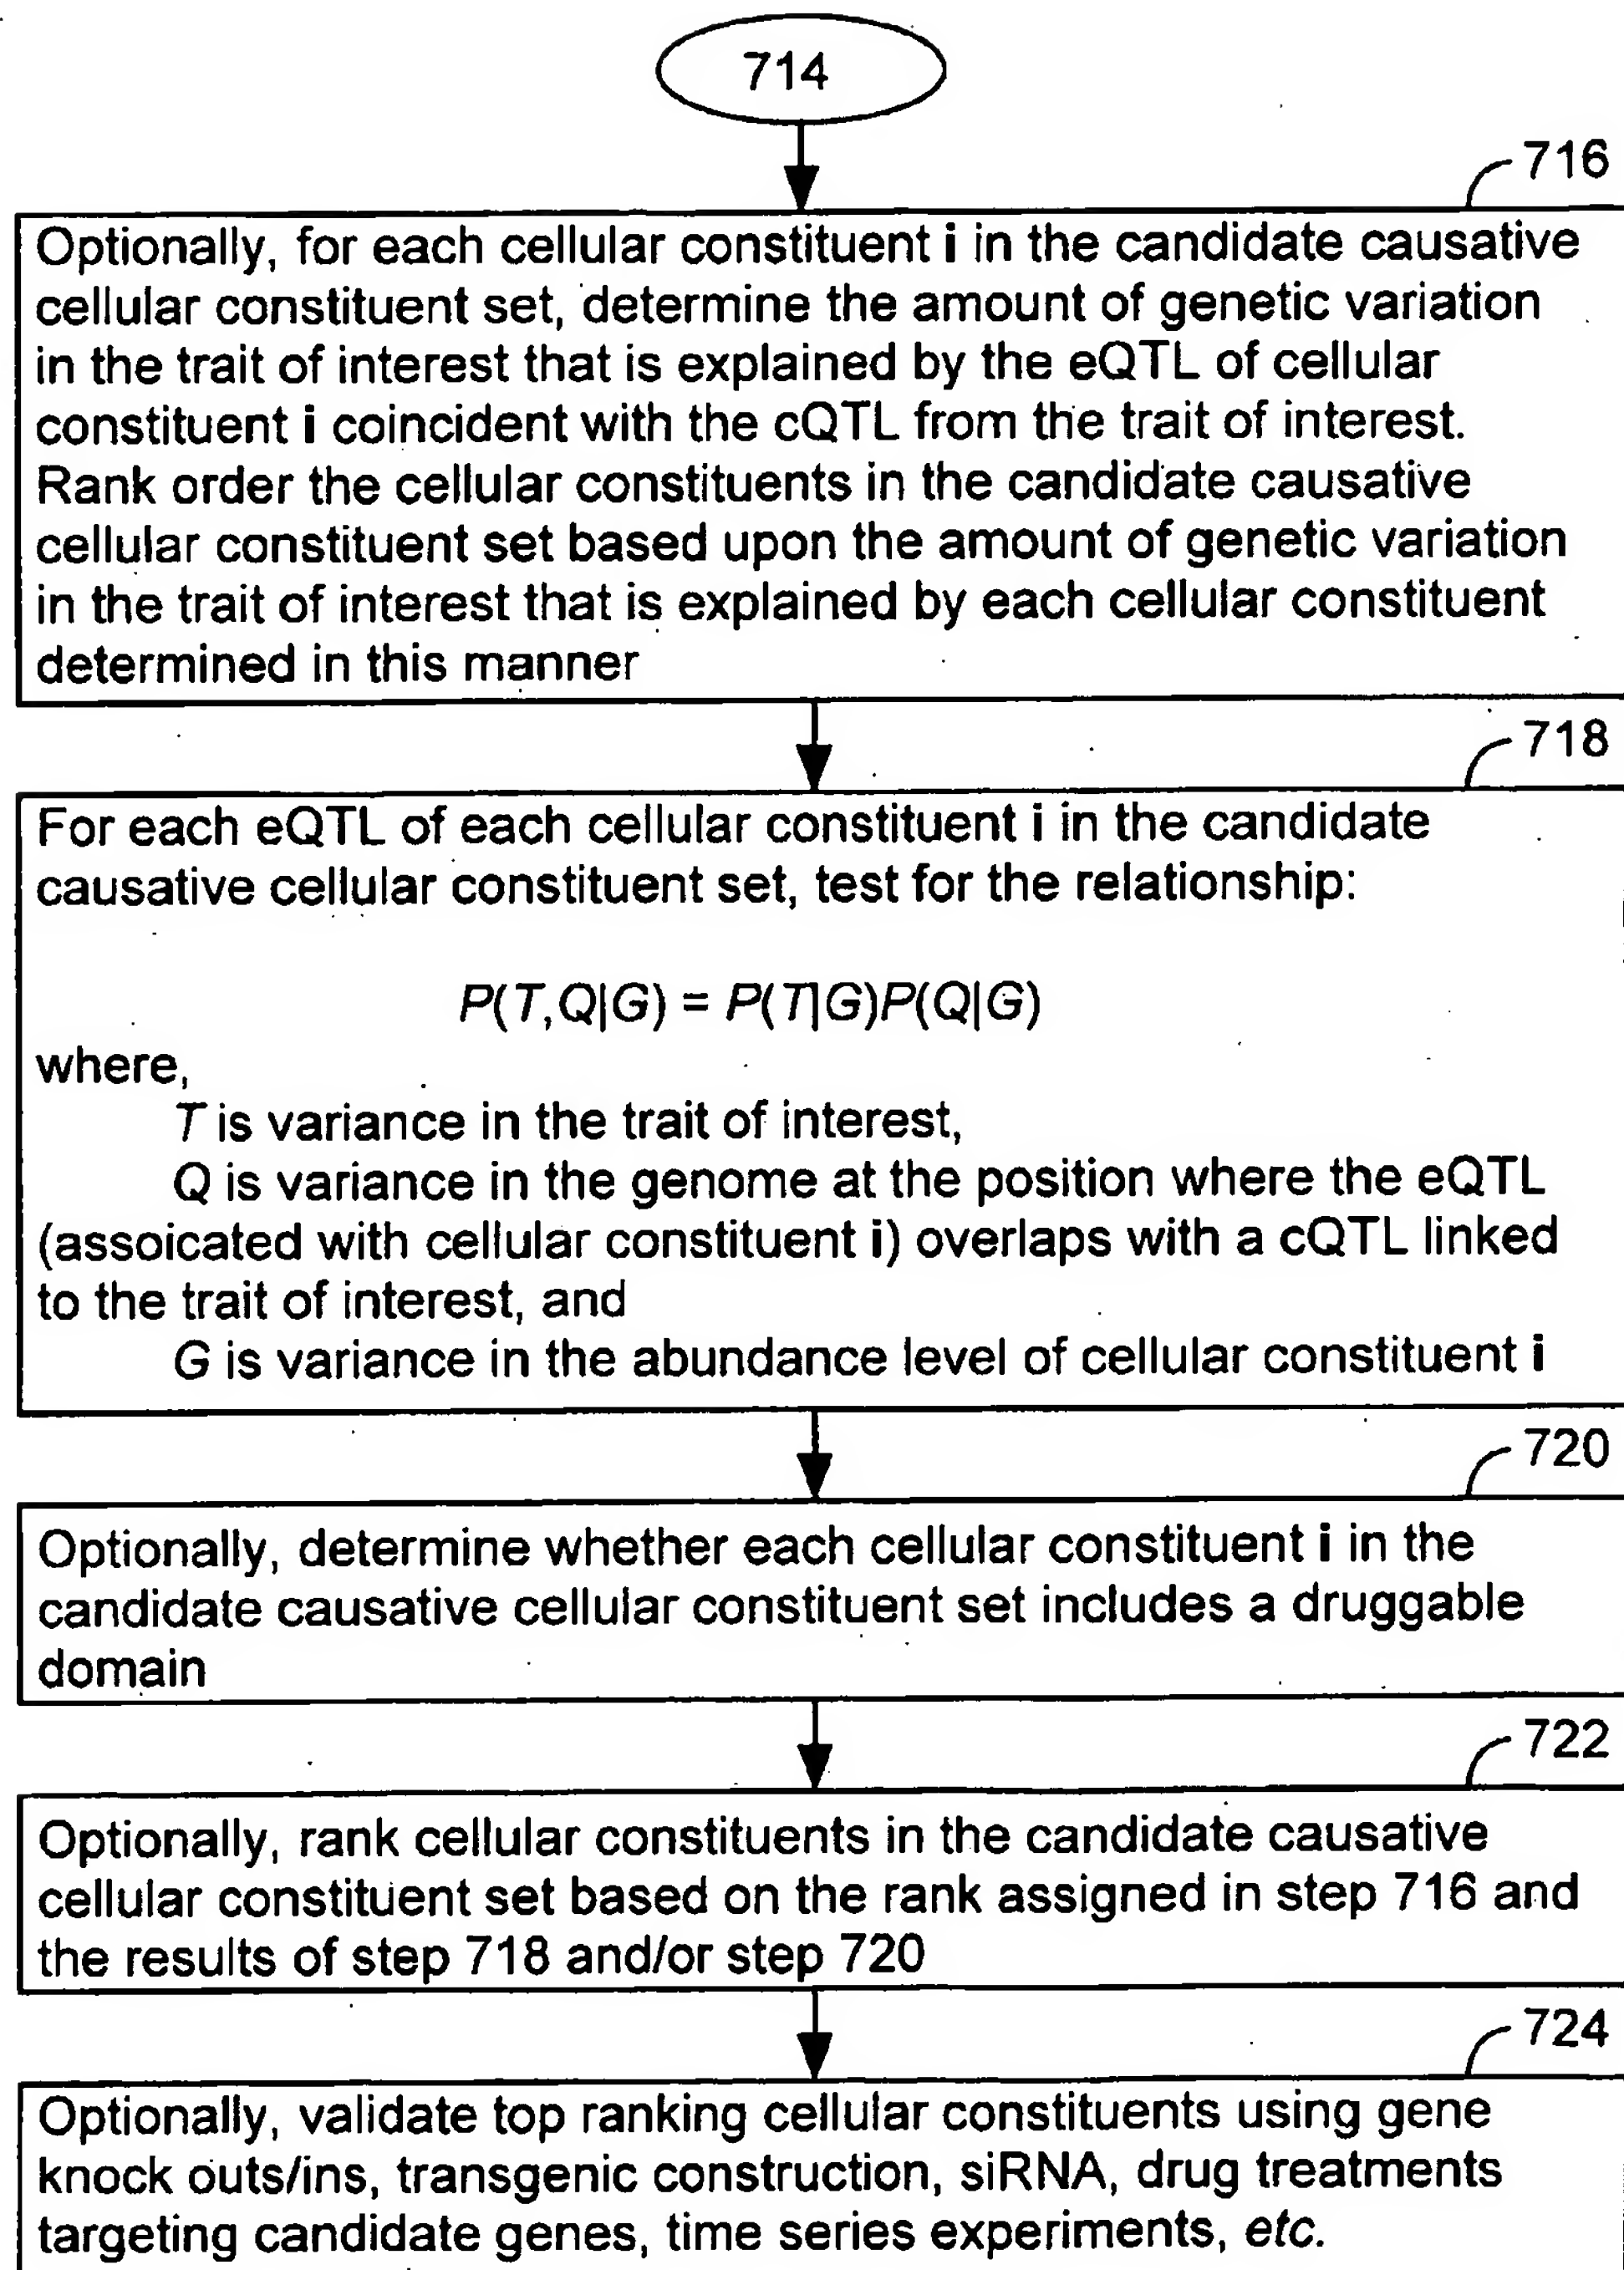 714
716
Optionally, for each cellular constituent i in the candidate causative
cellular constituent set, determine the amount of genetic variation
in the trait of interest that is explained by the eQTL of cellular
constituent i coincident with the cQTL from the trait of interest.
Rank order the cellular constituents in the candidate causative
cellular constituent set based upon the amount of genetic variation
in the trait of interest that is explained by each cellular constituent
determined in this manner
718
For each eQTL of each cellular constituent i in the candidate
causative cellular constituent set, test for the relationship:
P(T,Q|G) = P(T|G)P(Q|G)
where,
T is variance in the trait of interest,
Q is variance in the genome at the position where the eQTL
(assoicated with cellular constituent i) overlaps with a cQTL linked
to the trait of interest, and
G is variance in the abundance level of cellular constituent i
720
Optionally, determine whether each cellular constituent i in the
candidate causative cellular constituent set includes a druggable
domain
722
Optionally, rank cellular constituents in the candidate causative
cellular constituent set based on the rank assigned in step 716 and
the results of step 718 and/or step 720
724
Optionally, validate top ranking cellular constituents using gene
knock outs/ins, transgenic construction, siRNA, drug treatments
targeting candidate genes, time series experiments, etc.